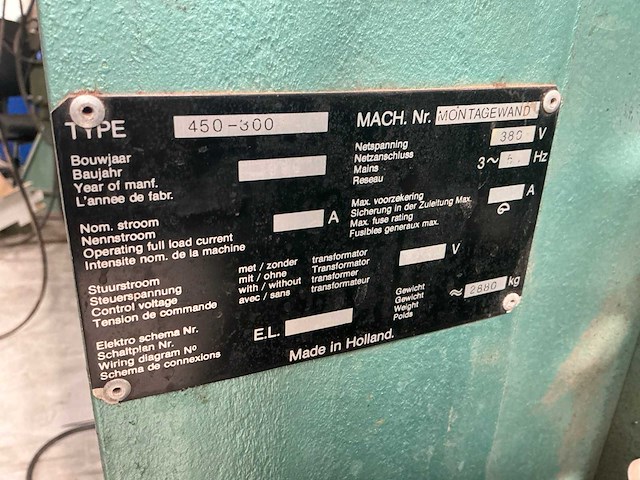 TYPE 450-300
MACH. Nr. MONTAGEWAND
Bouwjaar
Baujahr
Year of manf.
L'annee de fabr.
Netspanning
Netzanschluss
Mains
Reseau
380 V
3~ Hz
Nom. stroom
Nennstroom
Operating full load current
Intensite nom. de la machine
A
Max. voorzekering
Sicherung in der Zuleitung Max.
Max. fuse rating
Fusibles generaux max.
A
Stuurstroom
Steuerspanning
Control voltage
Tension de commande
met / zonder transformator
mit / ohne Transformator
with / without transformer
avec / sans transformateur
V
Gewicht
Gewicht
Weight
Poids
≈ 2880 kg
Elektro schema Nr.
Schaltplan Nr.
Wiring diagram Nº
Schema de connexions
E.L.
Made in Holland.